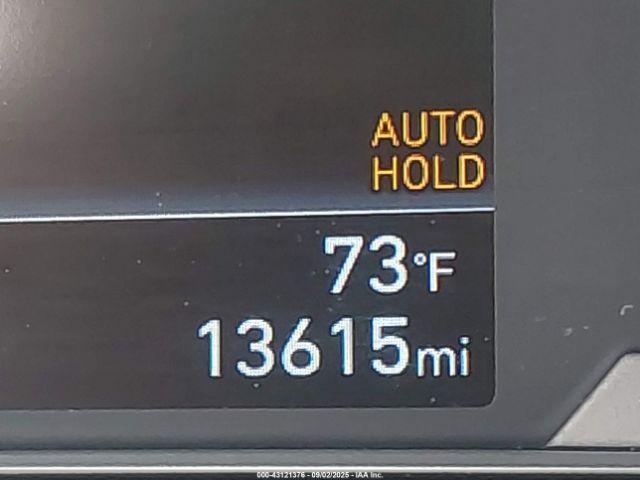 AUTO
HOLD
73°F
13615mi
000-43121376 - 09/02/2025 - IAA Inc.